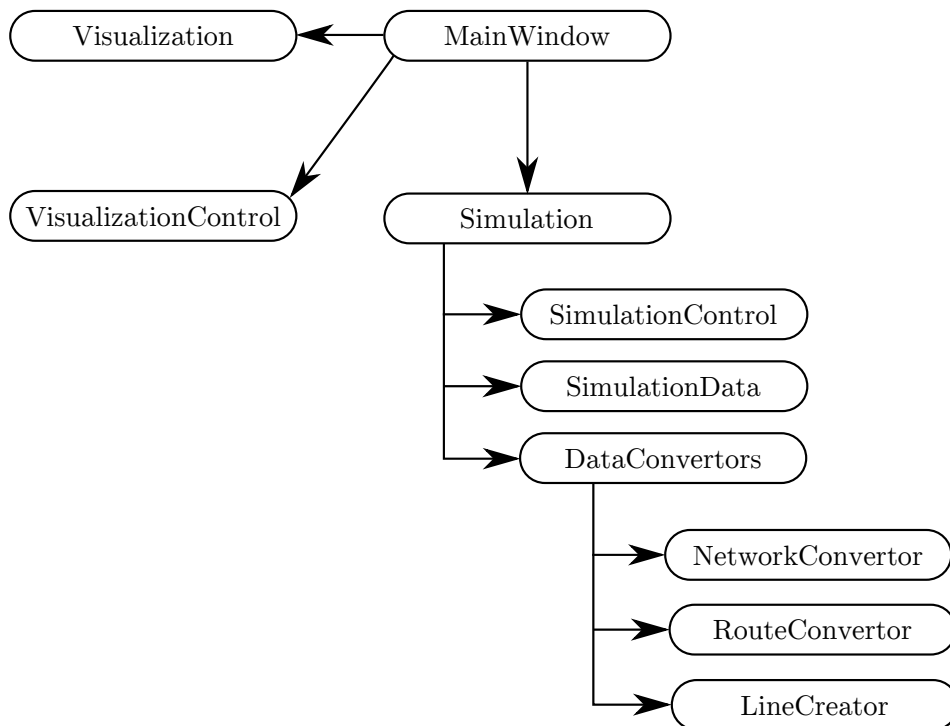 Visualization
MainWindow
VisualizationControl
Simulation
SimulationControl
SimulationData
DataConvertors
NetworkConvertor
RouteConvertor
LineCreator